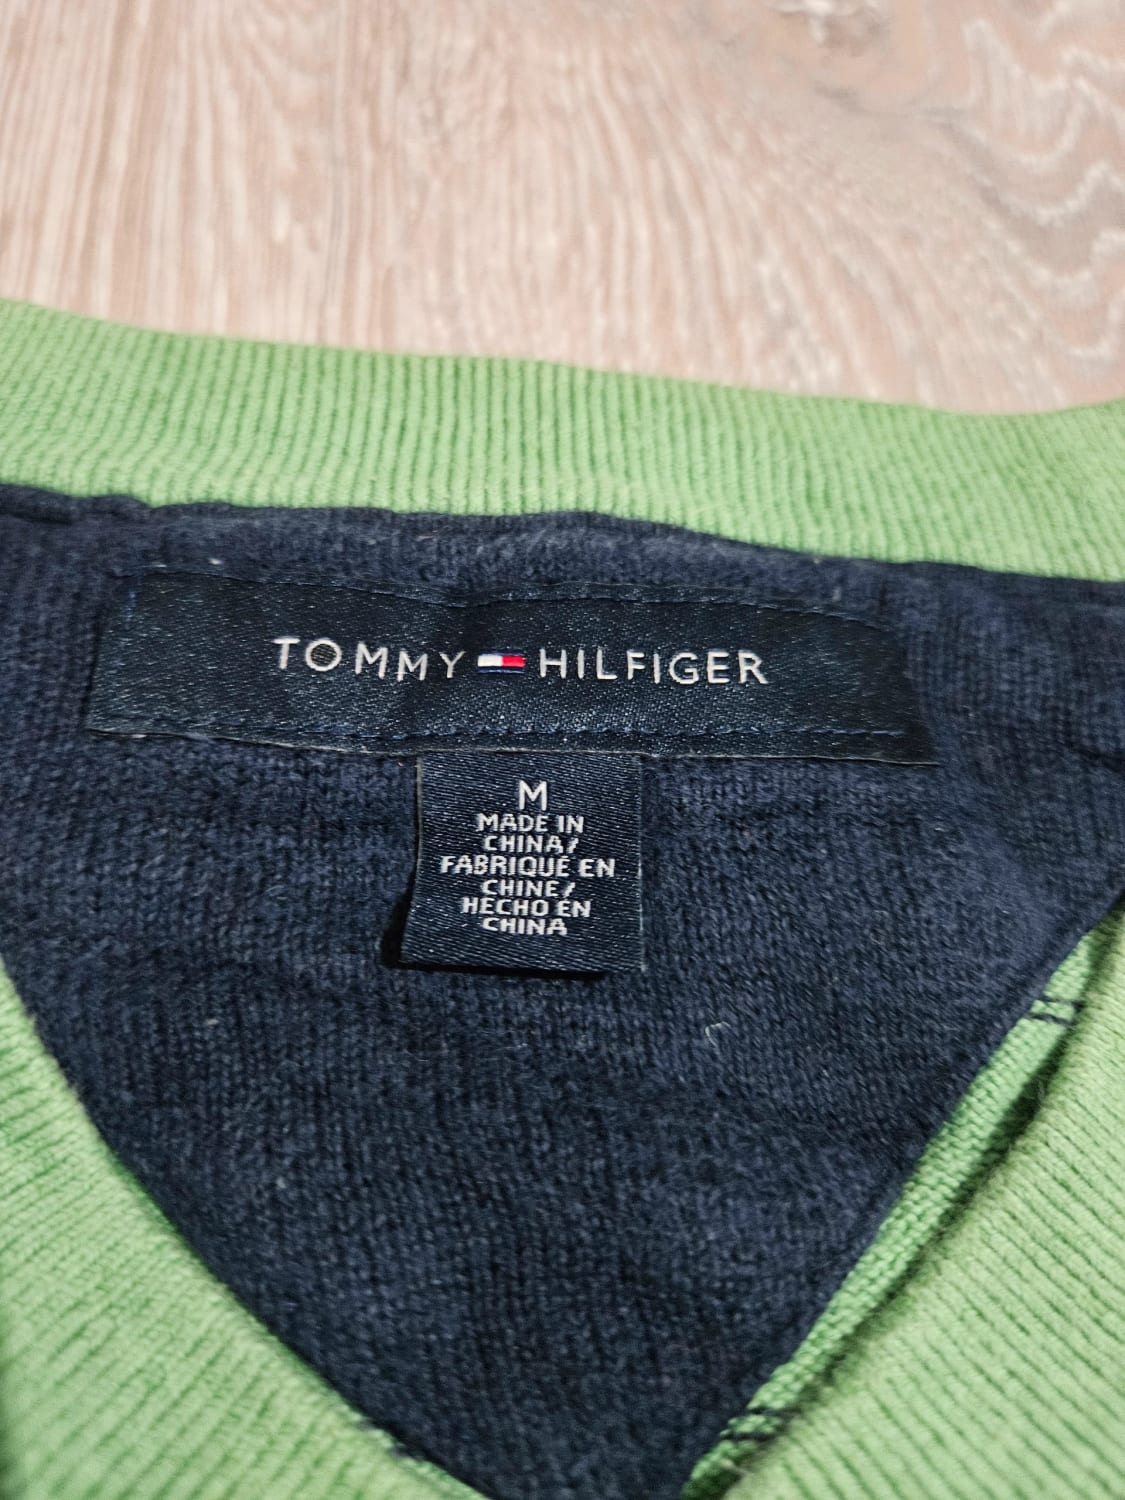 TOMMY HILFIGER
M
MADE IN
CHINA/
FABRIQUÉ EN
CHINE/
HECHO EN
CHINA